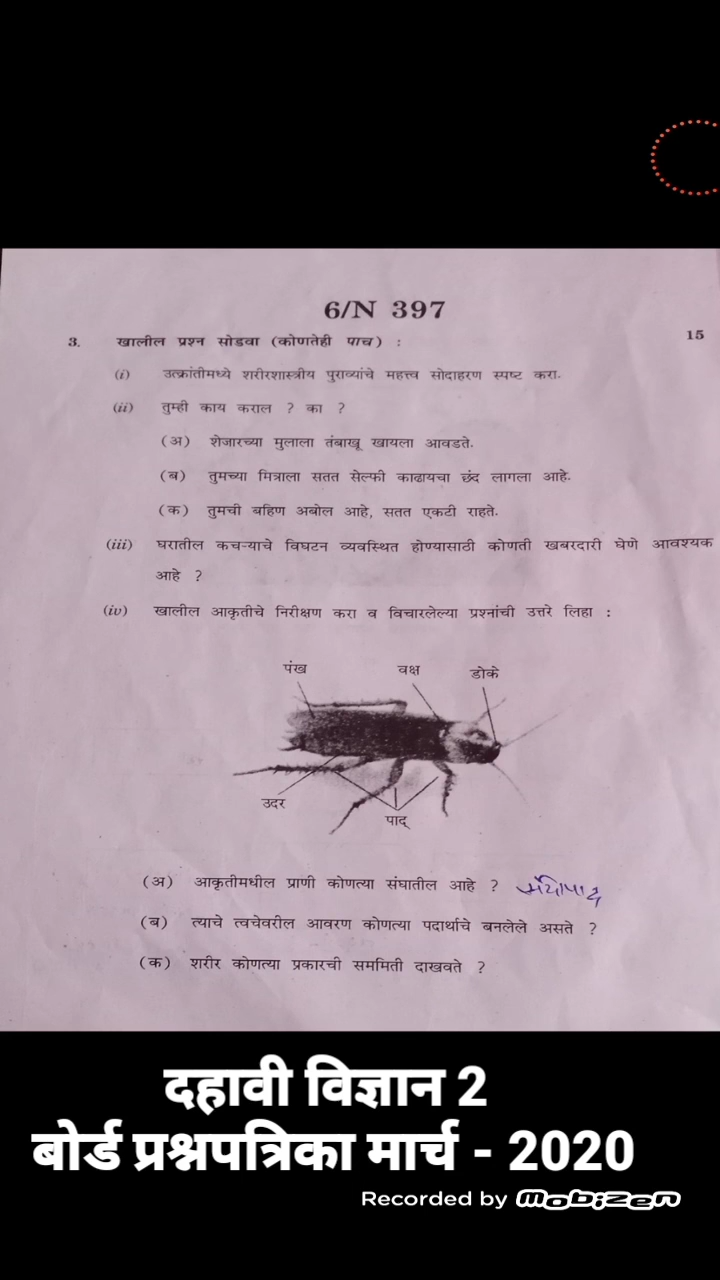 6/N 397
3. खालील प्रश्न सोडवा (कोणतेही पाच) : 15
(i) उत्क्रांतीमध्ये शरीरशास्त्रीय पुराव्यांचे महत्त्व सोदाहरण स्पष्ट करा.
(ii) तुम्ही काय कराल ? का ?
(अ) शेजारच्या मुलाला तंबाखू खायला आवडते.
(ब) तुमच्या मित्राला सतत सेल्फी काढायचा छंद लागला आहे.
(क) तुमची बहिण अबोल आहे, सतत एकटी राहते.
(iii) घरातील कचऱ्याचे विघटन व्यवस्थित होण्यासाठी कोणती खबरदारी घेणे आवश्यक
आहे ?
(iv) खालील आकृतीचे निरीक्षण करा व विचारलेल्या प्रश्नांची उत्तरे लिहा :
पंख वक्ष डोके
उदर
पाद्
(अ) आकृतीमधील प्राणी कोणत्या संघातील आहे ?
(ब) त्याचे त्वचेवरील आवरण कोणत्या पदार्थाचे बनलेले असते ?
(क) शरीर कोणत्या प्रकारची सममिती दाखवते ?
दहावी विज्ञान 2
बोर्ड प्रश्नपत्रिका मार्च - 2020
Recorded by mobizen